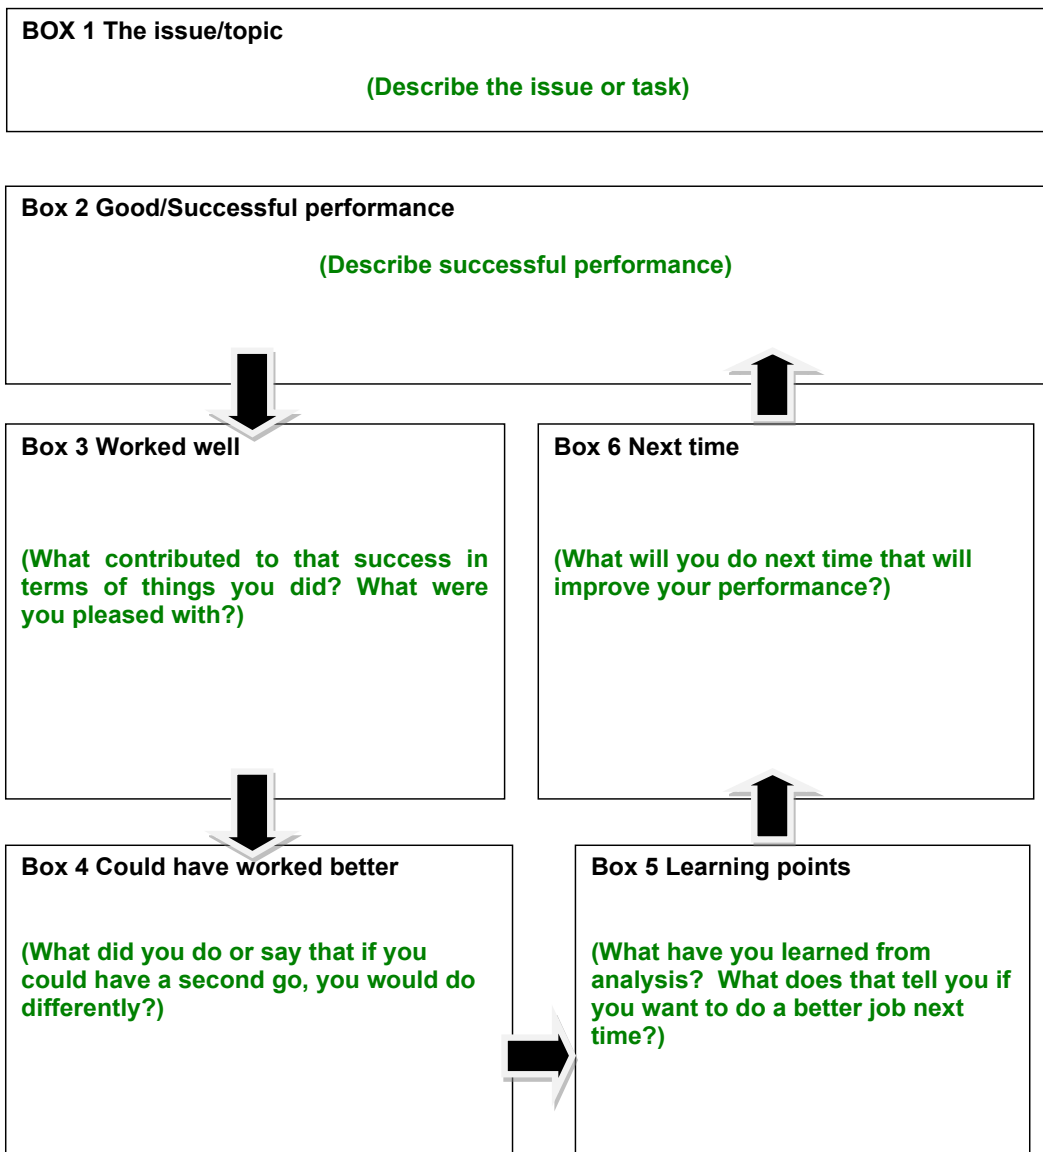 BOX 1 The issue/topic
(Describe the issue or task)
Box 2 Good/Successful performance
(Describe successful performance)
Box 3 Worked well
(What contributed to that success in
terms of things you did? What were
you pleased with?)
Box 6 Next time
(What will you do next time that will
improve your performance?)
Box 4 Could have worked better
(What did you do or say that if you
could have a second go, you would do
differently?)
Box 5 Learning points
(What have you learned from
analysis?  What does that tell you if
you want to do a better job next
time?)